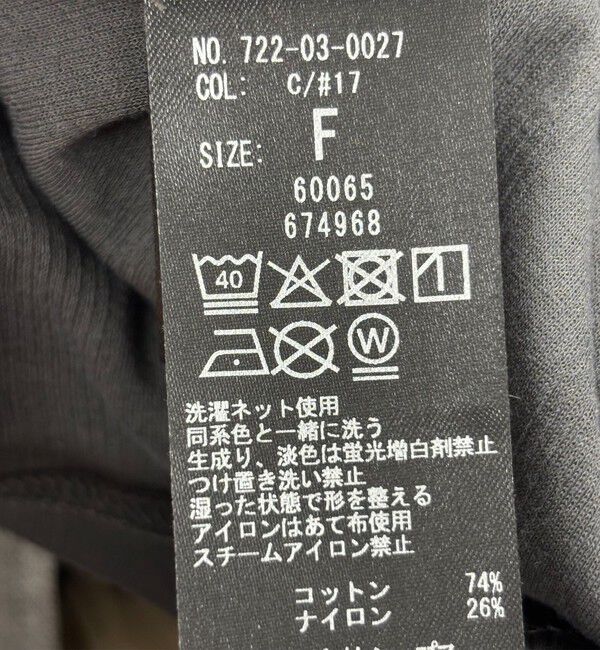 NO. 722-03-0027
COL: C/#17
SIZE: F
60065
674968
40
W
洗濯ネット使用
同系色と一緒に洗う
生成り、淡色は蛍光増白剤禁止
つけ置き洗い禁止
湿った状態で形を整える
アイロンはあて布使用
スチームアイロン禁止
コットン 74%
ナイロン 26%